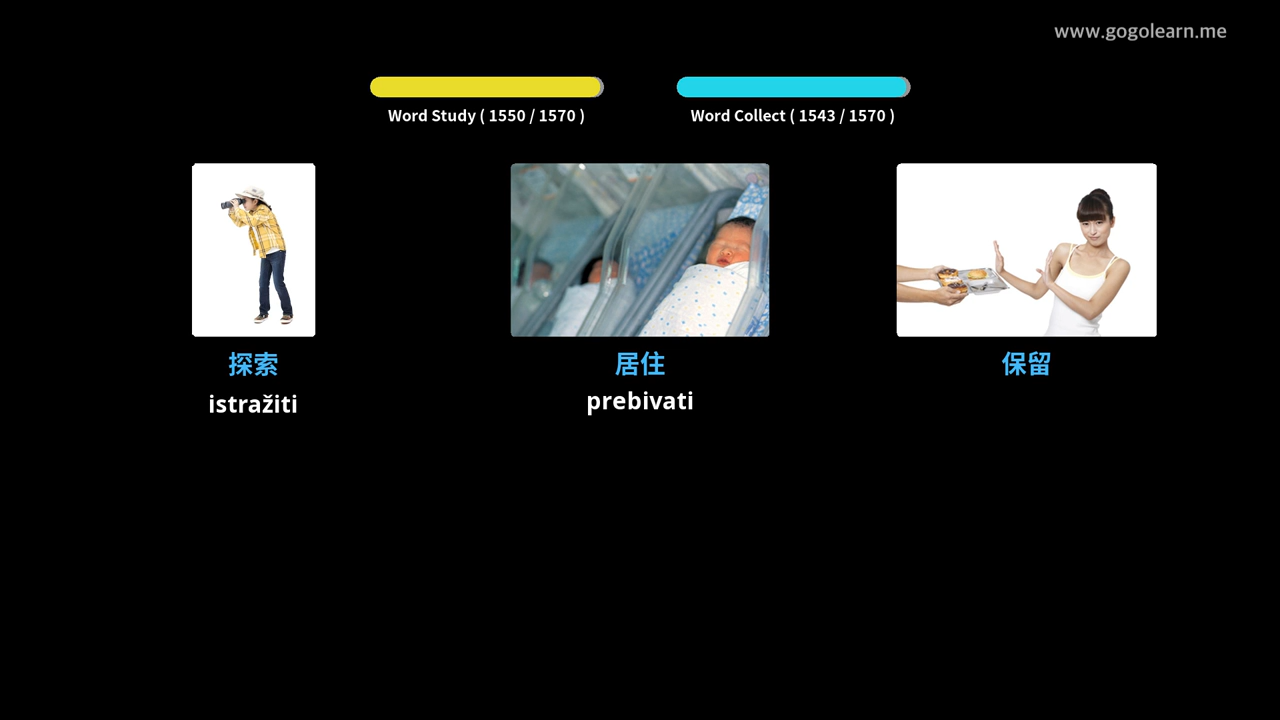 www.gogolearn.me
Word Study ( 1550 / 1570 )
Word Collect ( 1543 / 1570 )
探索
居住
保留
istražiti
prebivati